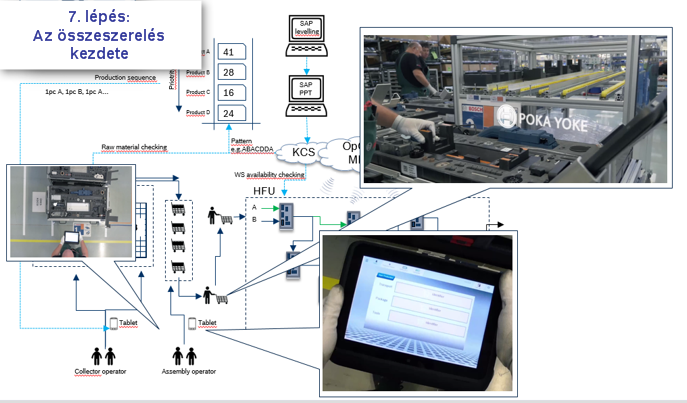 7. lépés:
Az összeszerelés
kezdete
SAP
levelling
SAP
PPT
Product A
41
Product B
28
Product C
16
Product D
24
Production sequence
1pc A, 1pc B, 1pc A...
Raw material checking
Pattern
e.g.ABACDDA
KCS
WS availability checking
HFU
A
B
BOSCH
POKA YOKE
Tablet
Tablet
Collector operator
Assembly operator